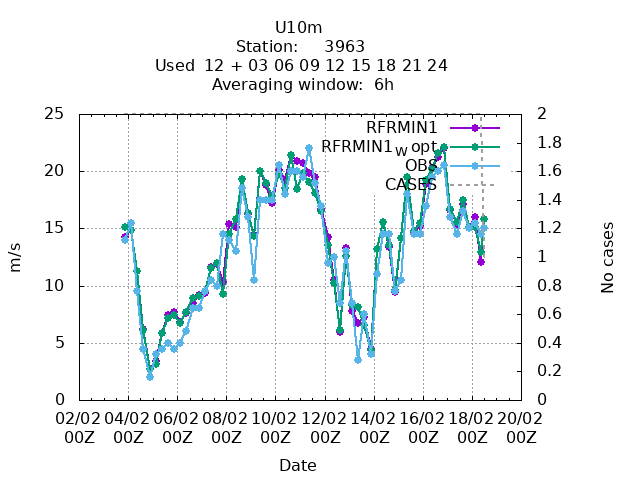 U10m
Station: 3963
Used 12 + 03 06 09 12 15 18 21 24
Averaging window: 6h
25
20
15
10
5
0
m/s
2
1.8
1.6
1.4
1.2
1
0.8
0.6
0.4
0.2
0
No cases
RFRMIN1
RFRMIN1w opt
OBS
CASES
02/02 04/02 06/02 08/02 10/02 12/02 14/02 16/02 18/02 20/02
00Z 00Z 00Z 00Z 00Z 00Z 00Z 00Z 00Z 00Z
Date